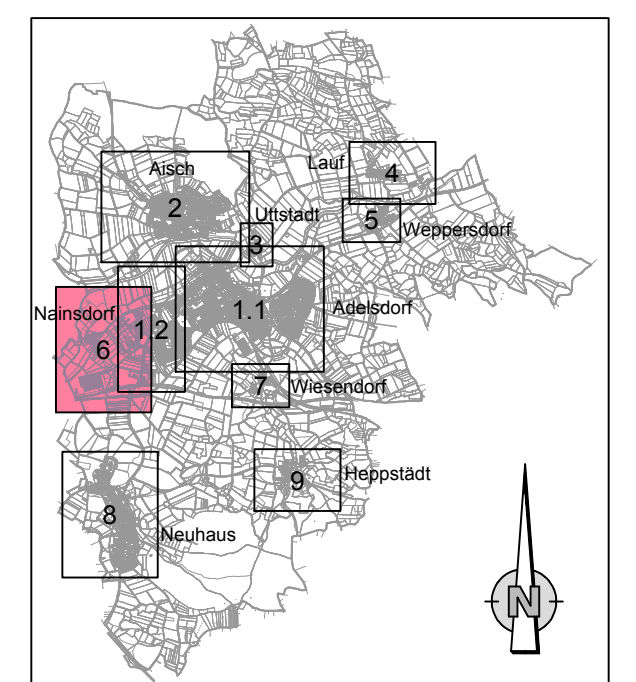 Aisch
Lauf
4
2
Uttstadt
5
Weppersdorf
3
Nainsdorf
1.1
Adelsdorf
1.2
6
7
Wiesendorf
9
Heppstädt
8
Neuhaus
N